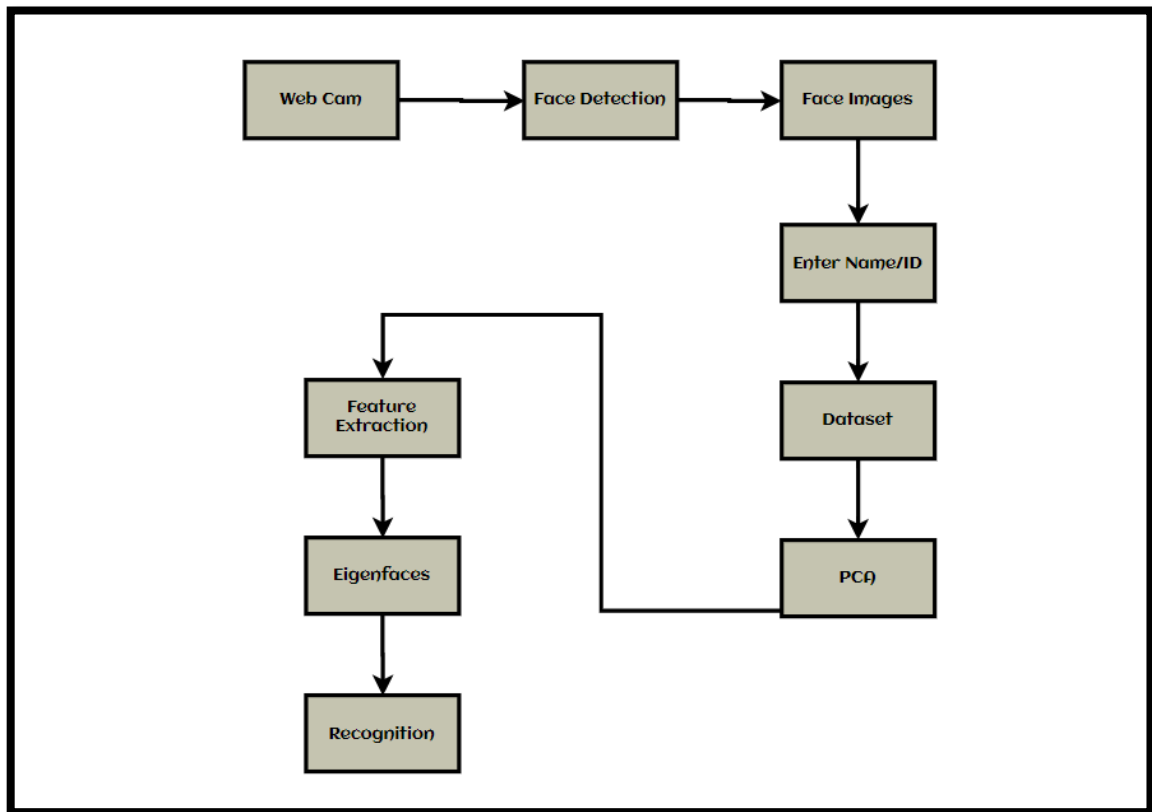 Web Cam
Face Detection
Face Images
Enter Name/ID
Dataset
PCA
Feature
Extraction
Eigenfaces
Recognition